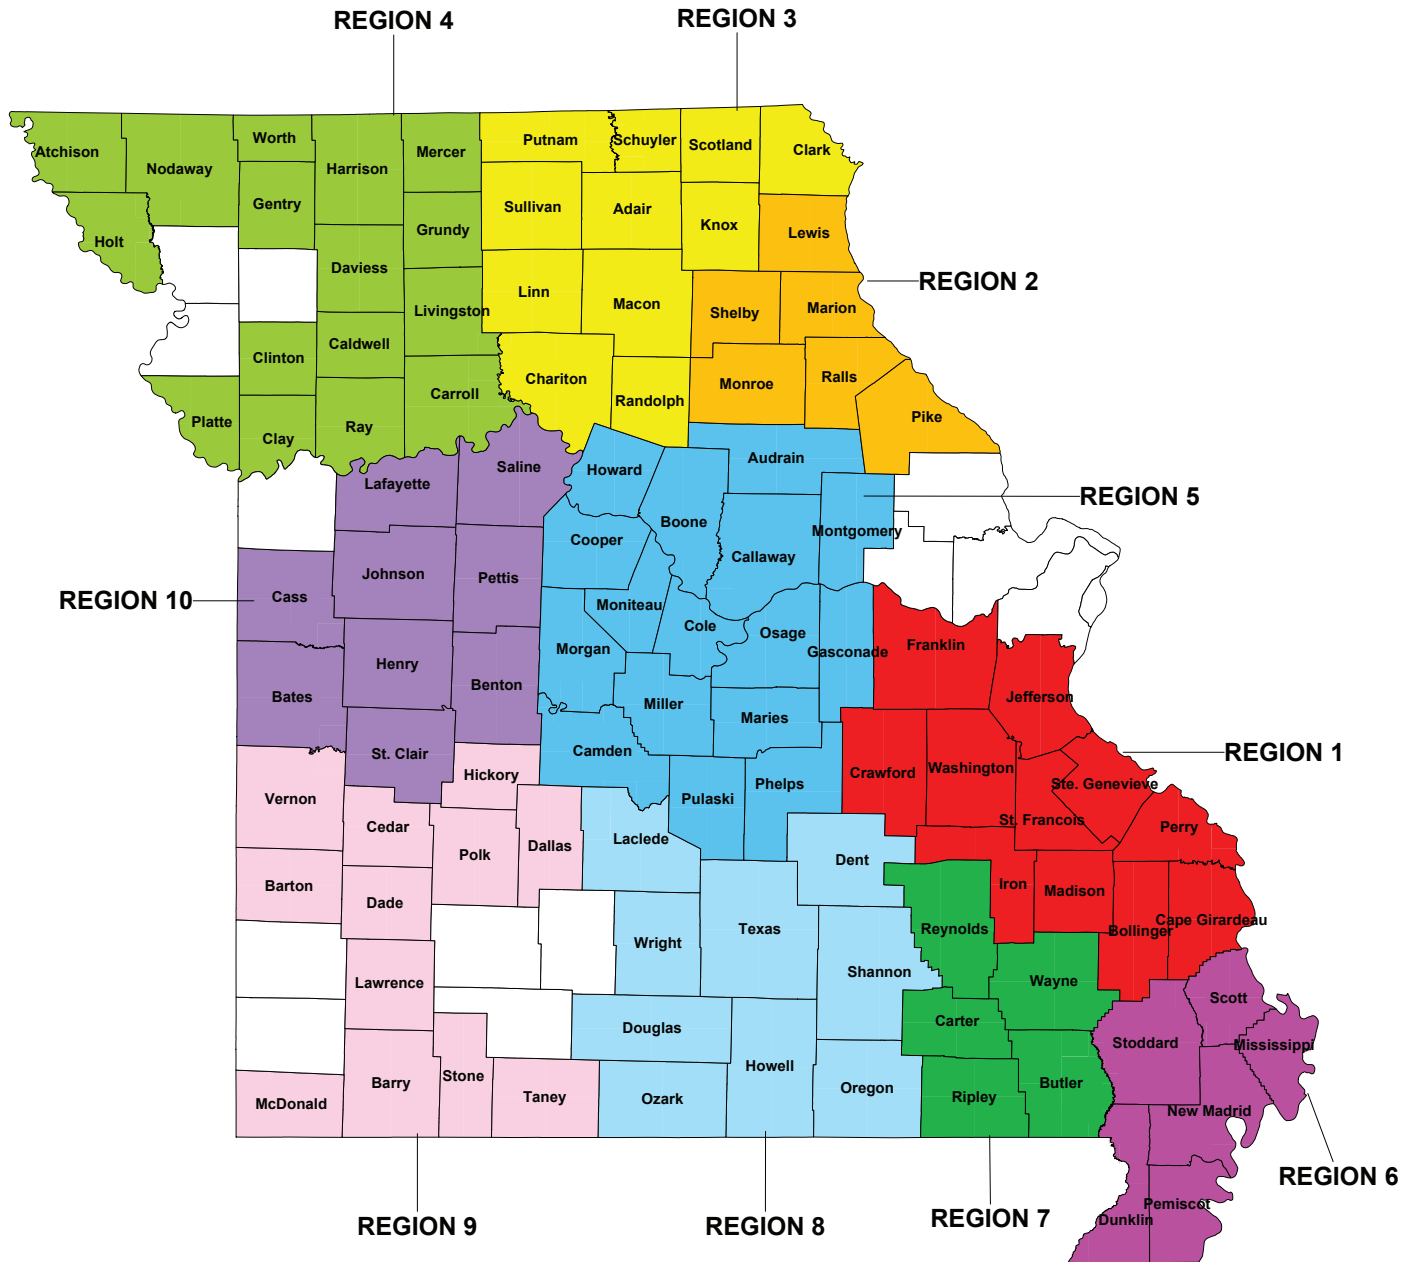 REGION 4
REGION 3
Atchison
Nodaway
Worth
Harrison
Mercer
Putnam
Schuyler
Scotland
Clark
Gentry
Sullivan
Adair
Knox
Lewis
Holt
Grundy
Daviess
REGION 2
Linn
Macon
Livingston
Shelby
Marion
Clinton
Caldwell
Chariton
Carroll
Randolph
Monroe
Ralls
Pike
Platte
Clay
Ray
Saline
Lafayette
Howard
Audrain
REGION 5
Boone
Montgomery
Cooper
Callaway
Johnson
Pettis
REGION 10
Cass
Moniteau
Cole
Osage
Gasconade
Franklin
Morgan
Henry
Benton
Bates
Miller
Maries
Jefferson
St. Clair
Camden
REGION 1
Hickory
Crawford
Washington
Vernon
Pulaski
Phelps
Ste. Genevieve
St. Francois
Perry
Cedar
Polk
Dallas
Laclede
Dent
Barton
Dade
Iron
Madison
Bollinger
Cape Girardeau
Wright
Texas
Reynolds
Lawrence
Shannon
Wayne
Scott
Douglas
Carter
Stoddard
Mississippi
Howell
McDonald
Barry
Stone
Taney
Ozark
Oregon
Ripley
Butler
New Madrid
REGION 6
Pemiscot
Dunklin
REGION 9
REGION 8
REGION 7